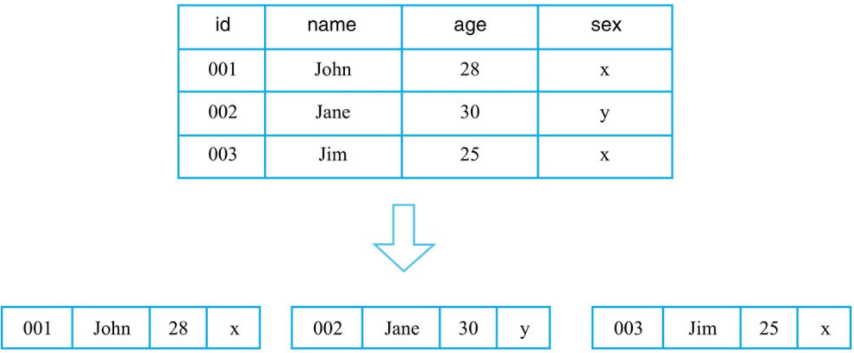 id name age sex
001 John 28 x
002 Jane 30 y
003 Jim 25 x
001 John 28 x 002 Jane 30 y 003 Jim 25 x